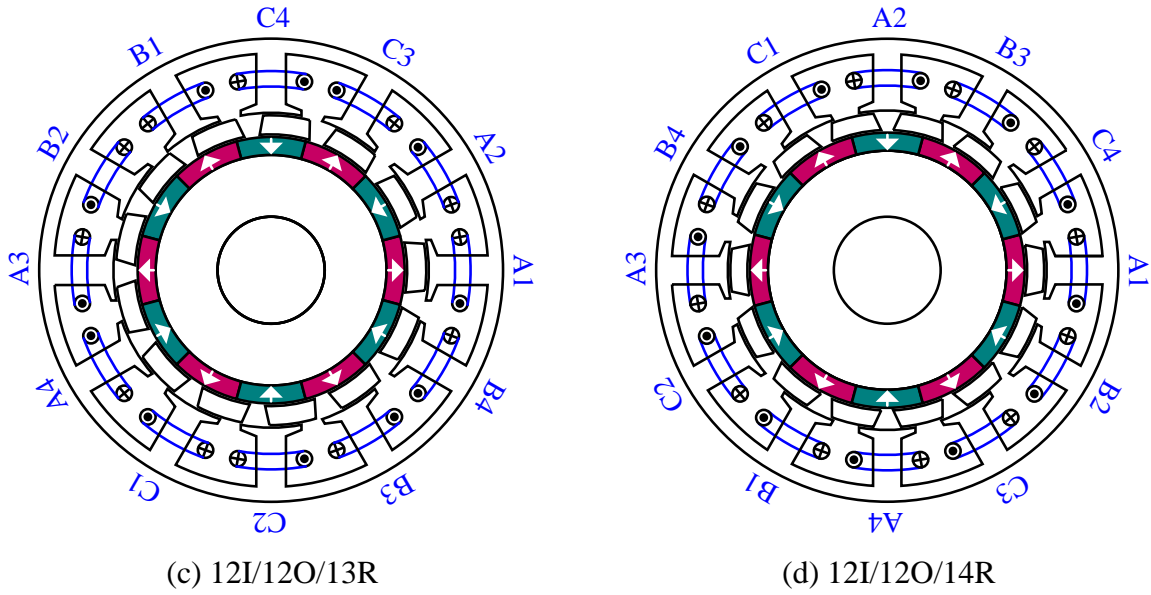 C4
B1
C3
B2
A2
A3
A1
A4
B4
C1
B3
C2
(c) 12I/12O/13R
A2
C1
B3
B4
C4
A3
A1
C2
B2
B1
C3
A4
(d) 12I/12O/14R